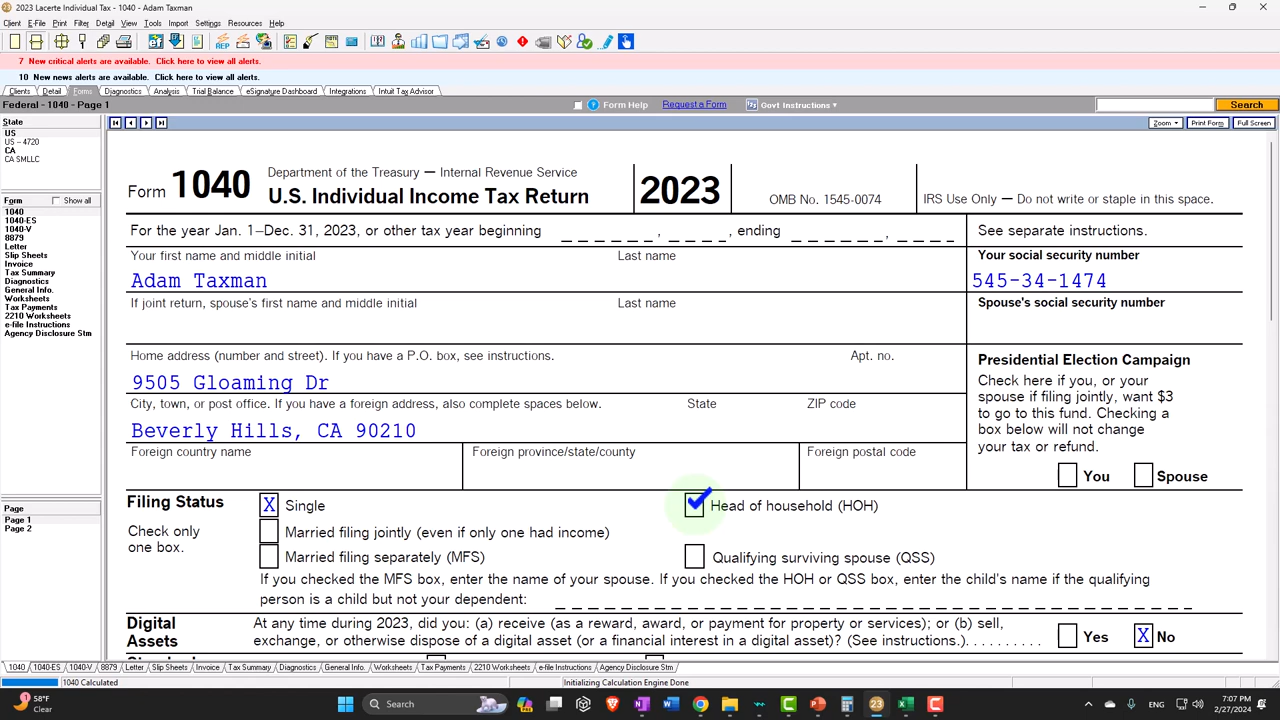 2023 Lacerte Individual Tax - 1040 - Adam Taxman
Client E-File Print Filter Detail View Tools Import Settings Resources Help
REP
7 New critical alerts are available. Click here to view all alerts.
10 New news alerts are available. Click here to view all alerts.
Clients Detail Forms Diagnostics Analysis Trial Balance eSignature Dashboard Integrations Intuit Tax Advisor
Federal - 1040 - Page 1
Form Help Request a Form Govt Instructions Search
State
US
US - 4720
CA
CA SMLLC
Zoom Print Form Full Screen
Form Show all
1040
1040-ES
1040-V
8879
Letter
Slip Sheets
Invoice
Tax Summary
Diagnostics
General Info.
Worksheets
Tax Payments
2210 Worksheets
e-file Instructions
Agency Disclosure Stm
Page
Page 1
Page 2
Form 1040 Department of the Treasury — Internal Revenue Service
U.S. Individual Income Tax Return 2023 OMB No. 1545-0074 IRS Use Only — Do not write or staple in this space.
For the year Jan. 1–Dec. 31, 2023, or other tax year beginning , , ending , See separate instructions.
Your first name and middle initial Last name Your social security number
Adam Taxman 545-34-1474
If joint return, spouse's first name and middle initial Last name Spouse's social security number
Home address (number and street). If you have a P.O. box, see instructions. Apt. no.
9505 Gloaming Dr
City, town, or post office. If you have a foreign address, also complete spaces below. State ZIP code
Beverly Hills, CA 90210
Foreign country name Foreign province/state/county Foreign postal code
Presidential Election Campaign
Check here if you, or your
spouse if filing jointly, want $3
to go to this fund. Checking a
box below will not change
your tax or refund.
You Spouse
Filing Status
Check only
one box.
X Single Head of household (HOH)
Married filing jointly (even if only one had income)
Married filing separately (MFS) Qualifying surviving spouse (QSS)
If you checked the MFS box, enter the name of your spouse. If you checked the HOH or QSS box, enter the child's name if the qualifying
person is a child but not your dependent:
Digital
Assets
At any time during 2023, did you: (a) receive (as a reward, award, or payment for property or services); or (b) sell,
exchange, or otherwise dispose of a digital asset (or a financial interest in a digital asset)? (See instructions.) Yes X No
1040 1040-ES 1040-V 8879 Letter Slip Sheets Invoice Tax Summary Diagnostics General Info. Worksheets Tax Payments 2210 Worksheets e-file Instructions Agency Disclosure Stm
1040 Calculated Initializing Calculation Engine Done
58°F
Clear
Search
ENG
7:07 PM
2/27/2024